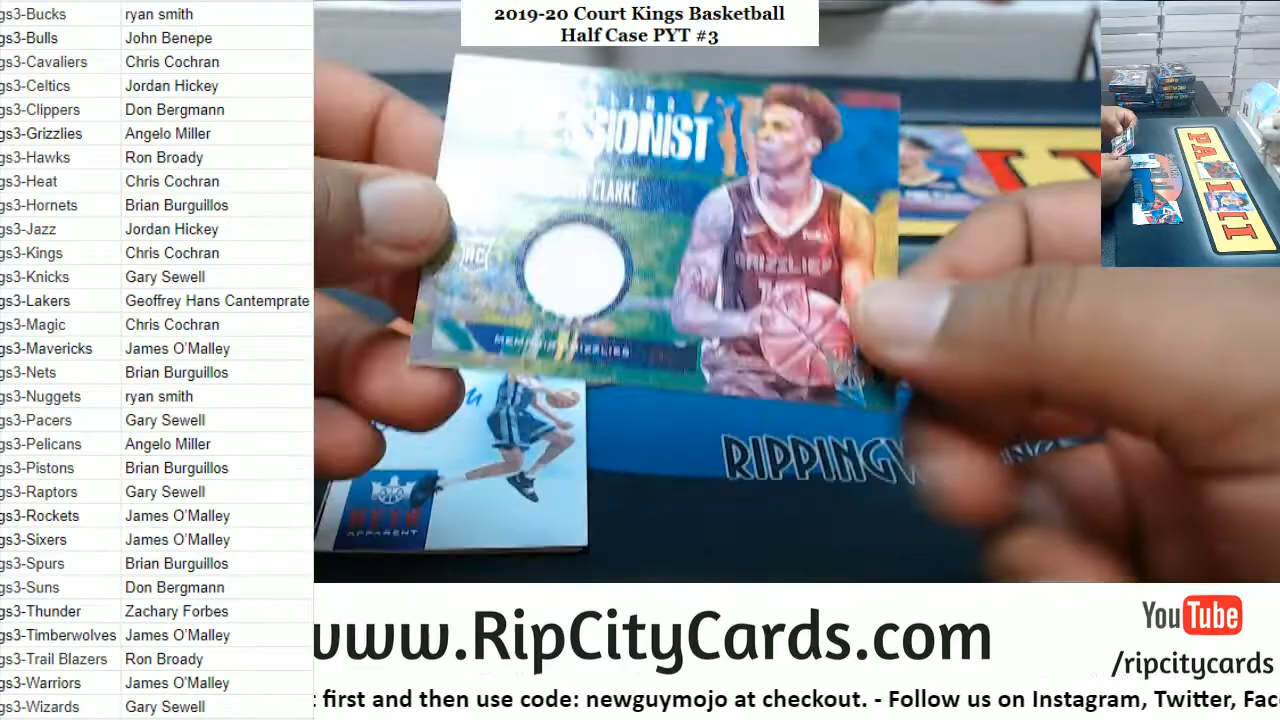 gs3-Bucks ryan smith
gs3-Bulls John Benepe
gs3-Cavaliers Chris Cochran
gs3-Celtics Jordan Hickey
gs3-Clippers Don Bergmann
gs3-Grizzlies Angelo Miller
gs3-Hawks Ron Broady
gs3-Heat Chris Cochran
gs3-Hornets Brian Burguillos
gs3-Jazz Jordan Hickey
gs3-Kings Chris Cochran
gs3-Knicks Gary Sewell
gs3-Lakers Geoffrey Hans Cantemprate
gs3-Magic Chris Cochran
gs3-Mavericks James O'Malley
gs3-Nets Brian Burguillos
gs3-Nuggets ryan smith
gs3-Pacers Gary Sewell
gs3-Pelicans Angelo Miller
gs3-Pistons Brian Burguillos
gs3-Raptors Gary Sewell
gs3-Rockets James O'Malley
gs3-Sixers James O'Malley
gs3-Spurs Brian Burguillos
gs3-Suns Don Bergmann
gs3-Thunder Zachary Forbes
gs3-Timberwolves James O'Malley
gs3-Trail Blazers Ron Broady
gs3-Warriors James O'Malley
gs3-Wizards Gary Sewell
2019-20 Court Kings Basketball
Half Case PYT #3
CLARKE
RC
GRIZZLIES
MEMPHIS GRIZZLIES
HEIR
APPARENT
PANINI
www.RipCityCards.com
YouTube
/ripcitycards
first and then use code: newguymojo at checkout. - Follow us on Instagram, Twitter, Fac